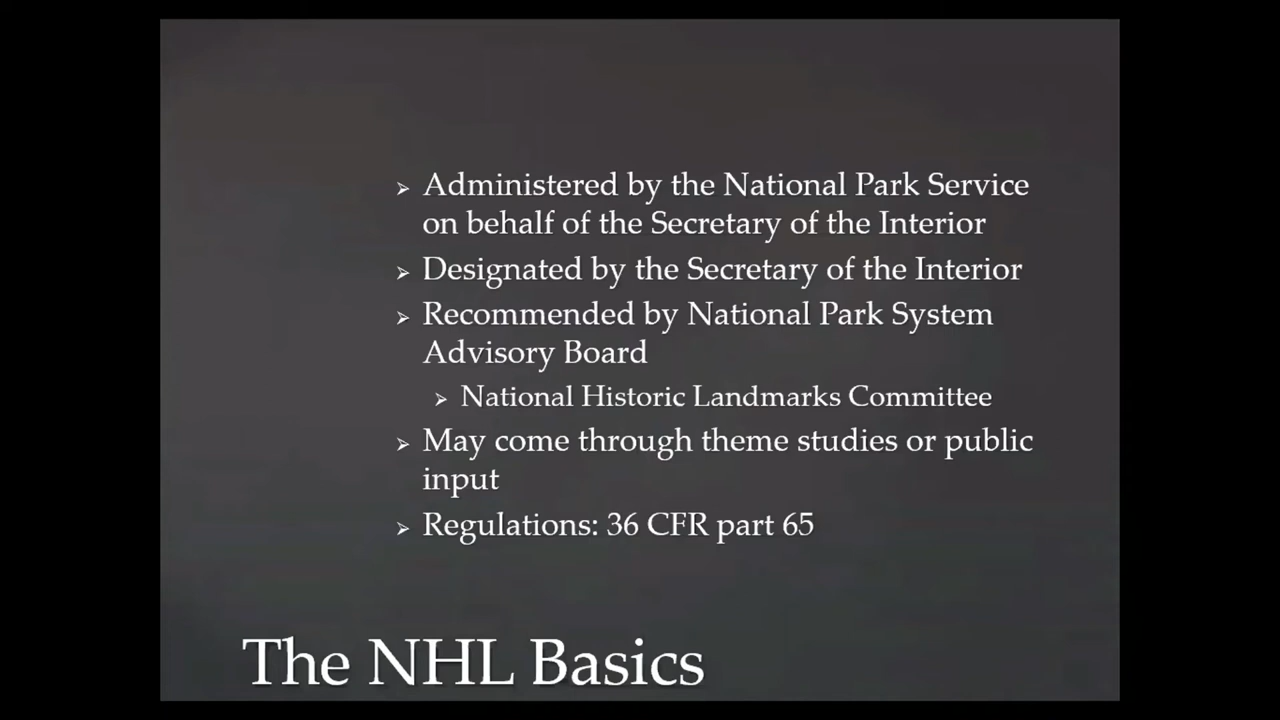 Administered by the National Park Service
on behalf of the Secretary of the Interior
Designated by the Secretary of the Interior
Recommended by National Park System
Advisory Board
National Historic Landmarks Committee
May come through theme studies or public
input
Regulations: 36 CFR part 65
The NHL Basics